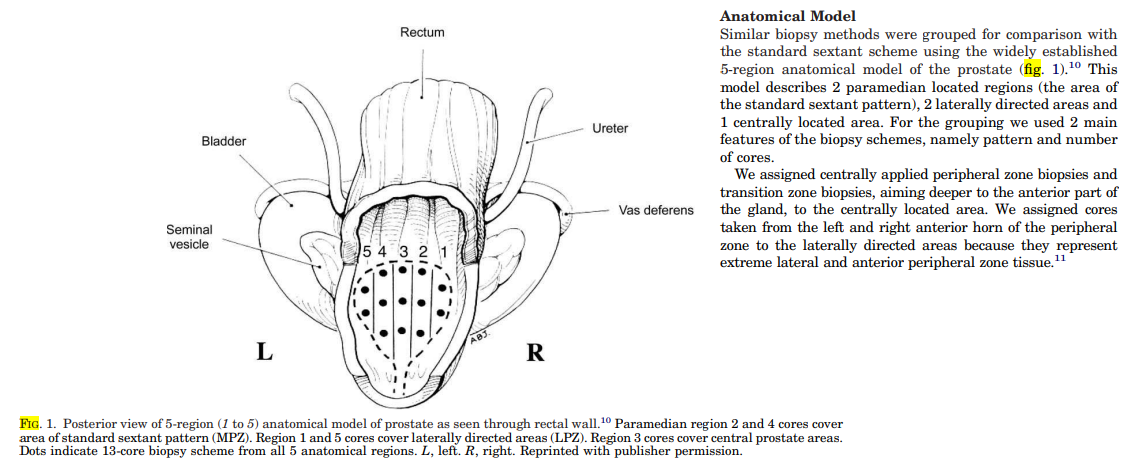 Rectum
Bladder
Ureter
Vas deferens
Seminal
vesicle
5 4 3 2 1
L
R
ABJ.
FIG. 1. Posterior view of 5-region (1 to 5) anatomical model of prostate as seen through rectal wall.10 Paramedian region 2 and 4 cores cover
area of standard sextant pattern (MPZ). Region 1 and 5 cores cover laterally directed areas (LPZ). Region 3 cores cover central prostate areas.
Dots indicate 13-core biopsy scheme from all 5 anatomical regions. L, left. R, right. Reprinted with publisher permission.
Anatomical Model
Similar biopsy methods were grouped for comparison with
the standard sextant scheme using the widely established
5-region anatomical model of the prostate (fig. 1).10 This
model describes 2 paramedian located regions (the area of
the standard sextant pattern), 2 laterally directed areas and
1 centrally located area. For the grouping we used 2 main
features of the biopsy schemes, namely pattern and number
of cores.
We assigned centrally applied peripheral zone biopsies and
transition zone biopsies, aiming deeper to the anterior part of
the gland, to the centrally located area. We assigned cores
taken from the left and right anterior horn of the peripheral
zone to the laterally directed areas because they represent
extreme lateral and anterior peripheral zone tissue.11